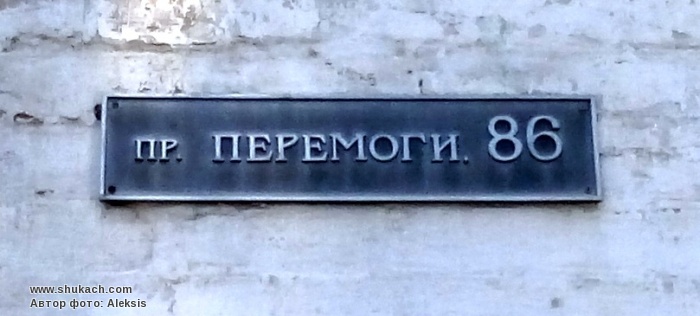 пр. ПЕРЕМОГИ. 86
www.shukach.com
Автор фото: Aleksis